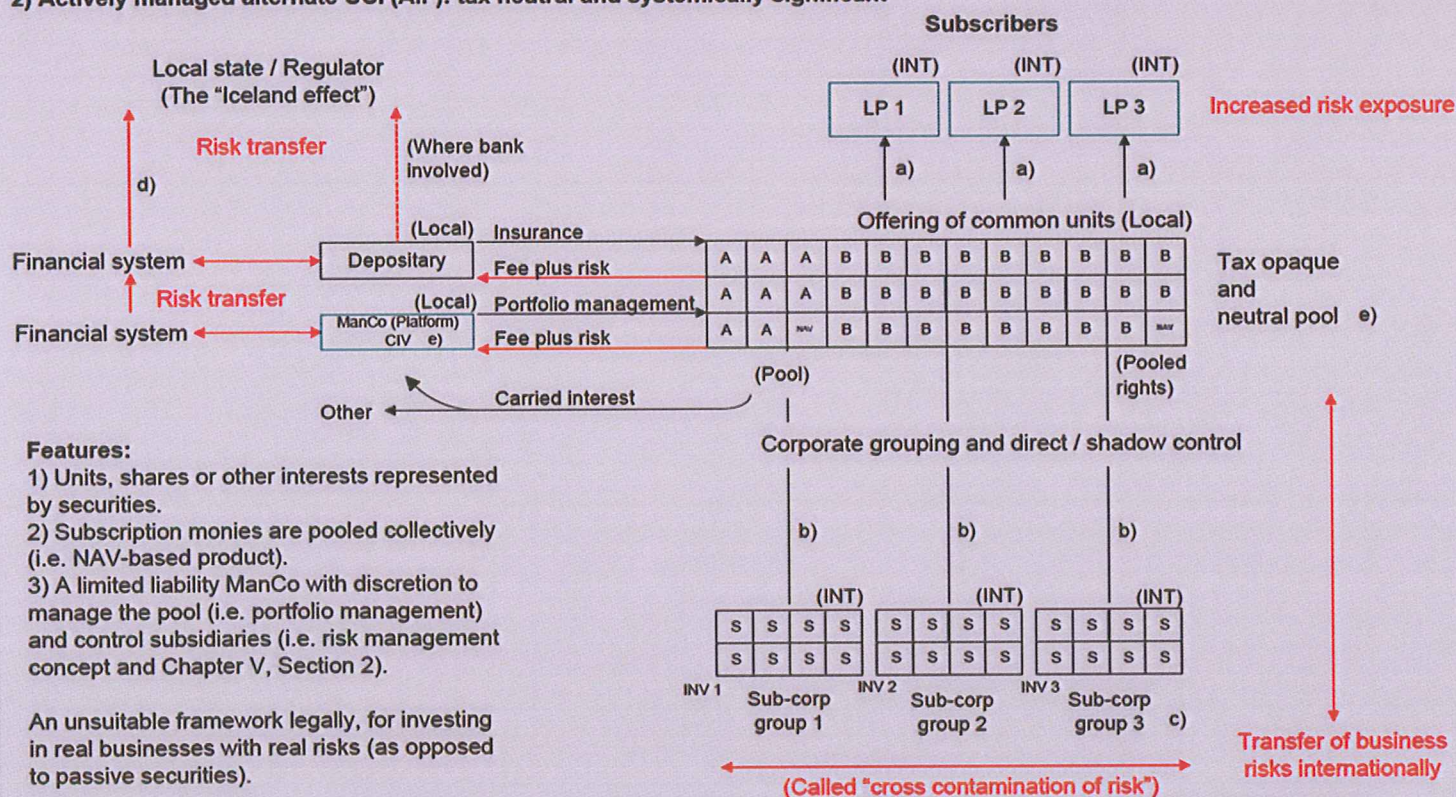 2) Actively managed alternate UCI (AIF): tax neutral and systemically significant
Subscribers
Local state / Regulator
(The "Iceland effect")
(INT) (INT) (INT)
LP 1 LP 2 LP 3
Increased risk exposure
Risk transfer
(Where bank
involved)
d)
a) a) a)
Offering of common units (Local)
(Local) Insurance
Financial system
Depositary
Fee plus risk
A A A B B B B B B B B B
Risk transfer
(Local) Portfolio management
A A A B B B B B B B B B
Financial system
ManCo (Platform)
CIV e)
Fee plus risk
A A NAV B B B B B B B B NAV
Tax opaque
and
neutral pool e)
(Pool)
(Pooled
rights)
Other
Carried interest
Corporate grouping and direct / shadow control
Features:
1) Units, shares or other interests represented
by securities.
2) Subscription monies are pooled collectively
(i.e. NAV-based product).
3) A limited liability ManCo with discretion to
manage the pool (i.e. portfolio management)
and control subsidiaries (i.e. risk management
concept and Chapter V, Section 2).
An unsuitable framework legally, for investing
in real businesses with real risks (as opposed
to passive securities).
b) b) b)
(INT) (INT) (INT)
S S S S S S S S S S S S
S S S S S S S S S S S S
INV 1 INV 2 INV 3
Sub-corp
group 1
Sub-corp
group 2
Sub-corp
group 3 c)
(Called "cross contamination of risk")
Transfer of business
risks internationally